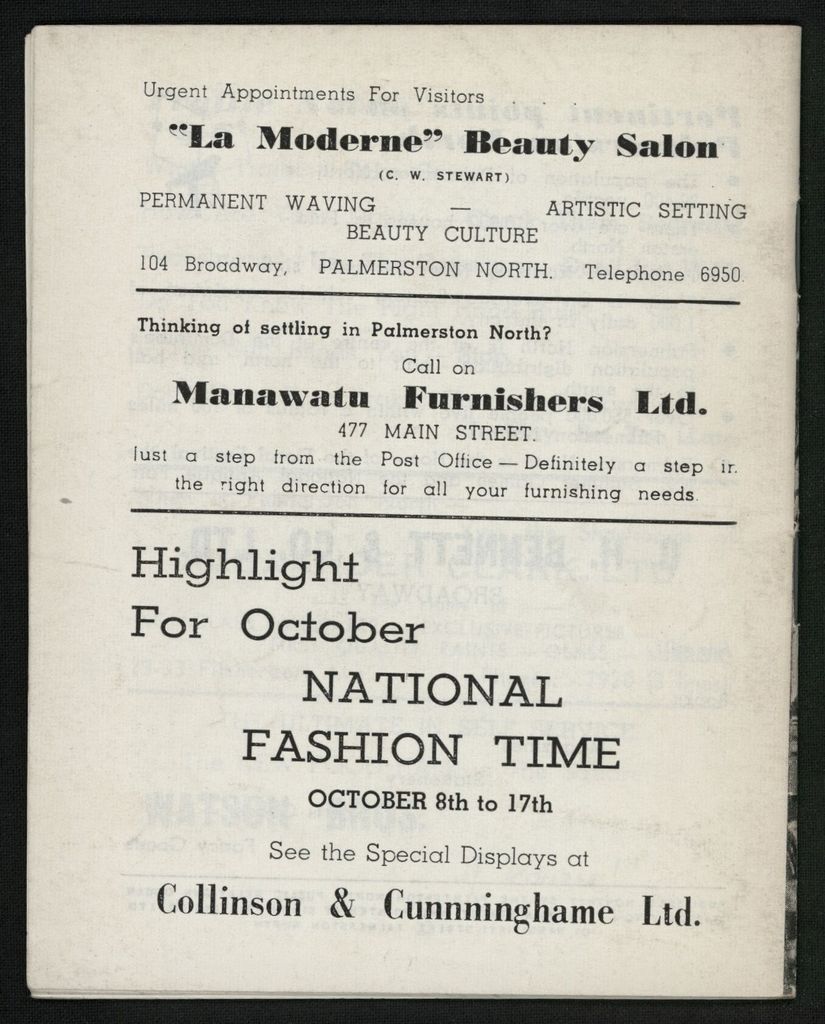 Urgent Appointments For Visitors . . .
“La Moderne” Beauty Salon
(C. W. STEWART)
PERMANENT WAVING — ARTISTIC SETTING
BEAUTY CULTURE
104 Broadway, PALMERSTON NORTH. Telephone 6950.
Thinking of settling in Palmerston North?
Call on
Manawatu Furnishers Ltd.
477 MAIN STREET.
Just a step from the Post Office — Definitely a step in
the right direction for all your furnishing needs.
Highlight
For October
NATIONAL
FASHION TIME
OCTOBER 8th to 17th
See the Special Displays at
Collinson & Cunnninghame Ltd.